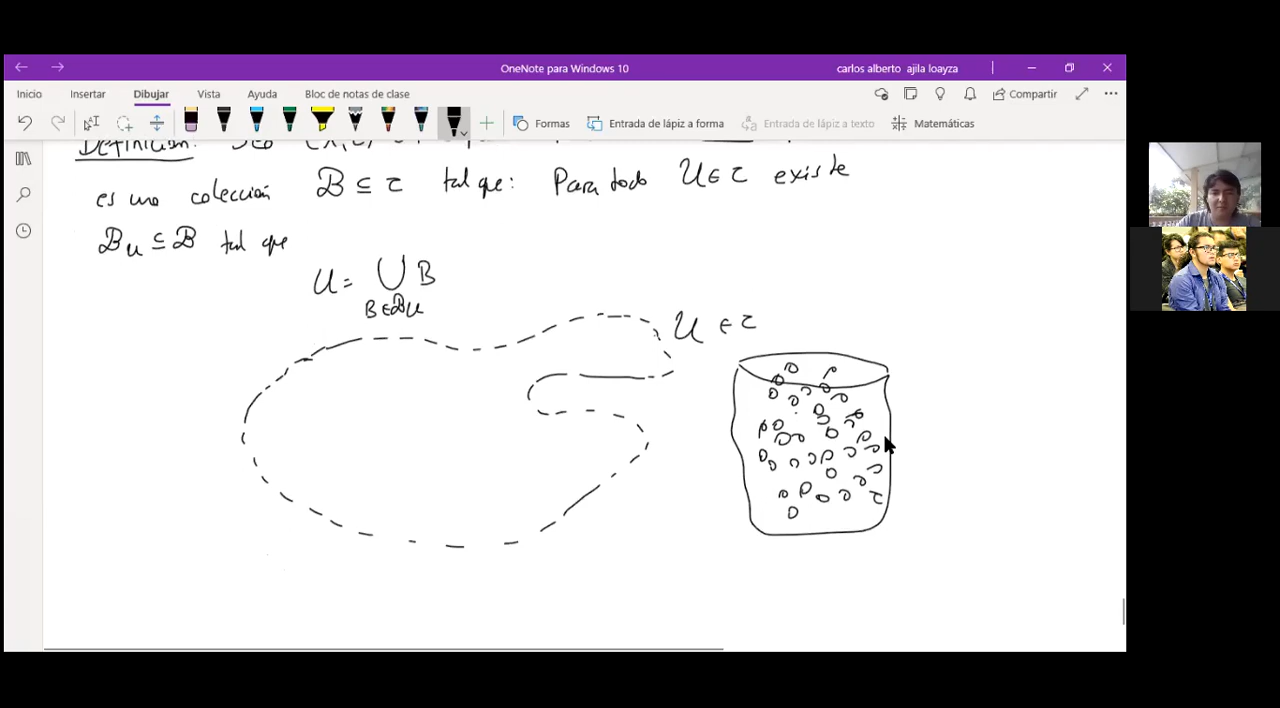 OneNote para Windows 10
carlos alberto ajila loayza
Inicio
Insertar
Dibujar
Vista
Ayuda
Bloc de notas de clase
Compartir
Formas
Entrada de lápiz a forma
Entrada de lápiz a texto
Matemáticas
Definición:
es una colección B ⊆ τ tal que: Para todo U ∈ τ existe
B_U ⊆ B tal que
U = ⋃ B
B∈B_U
U ∈ τ